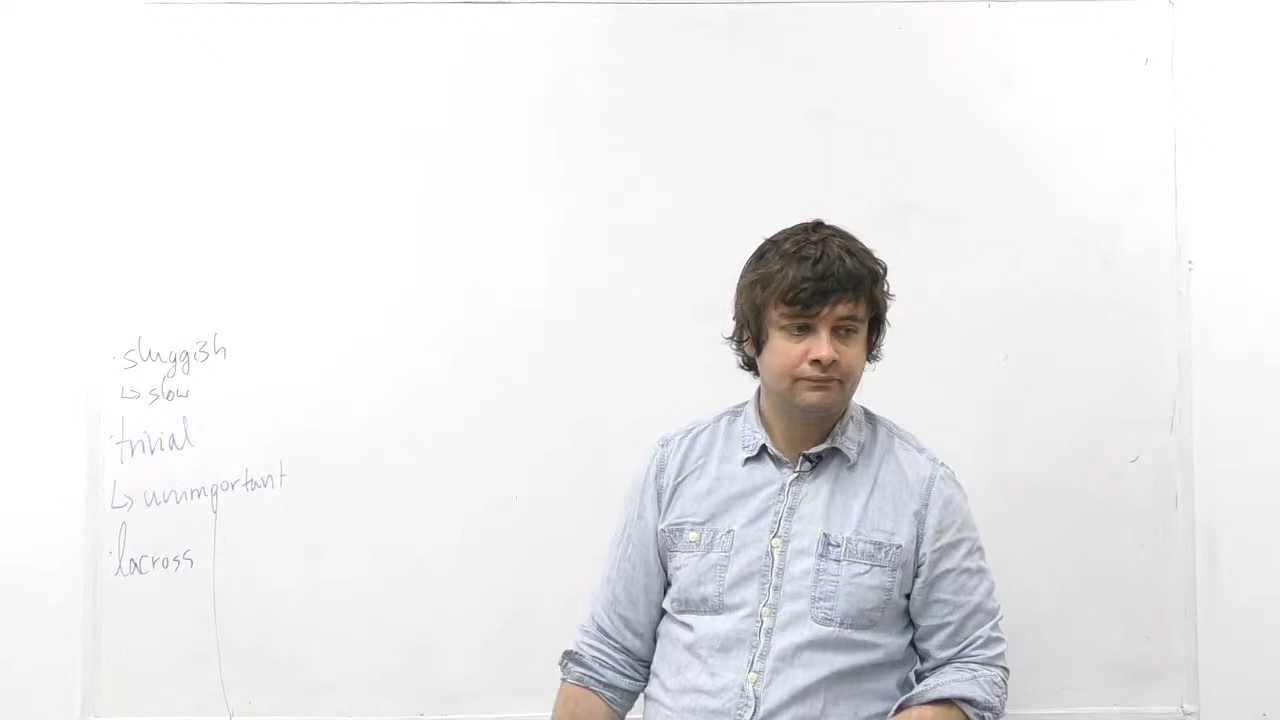 · sluggish
↳ slow
· trivial
↳ unimportant
· lacross